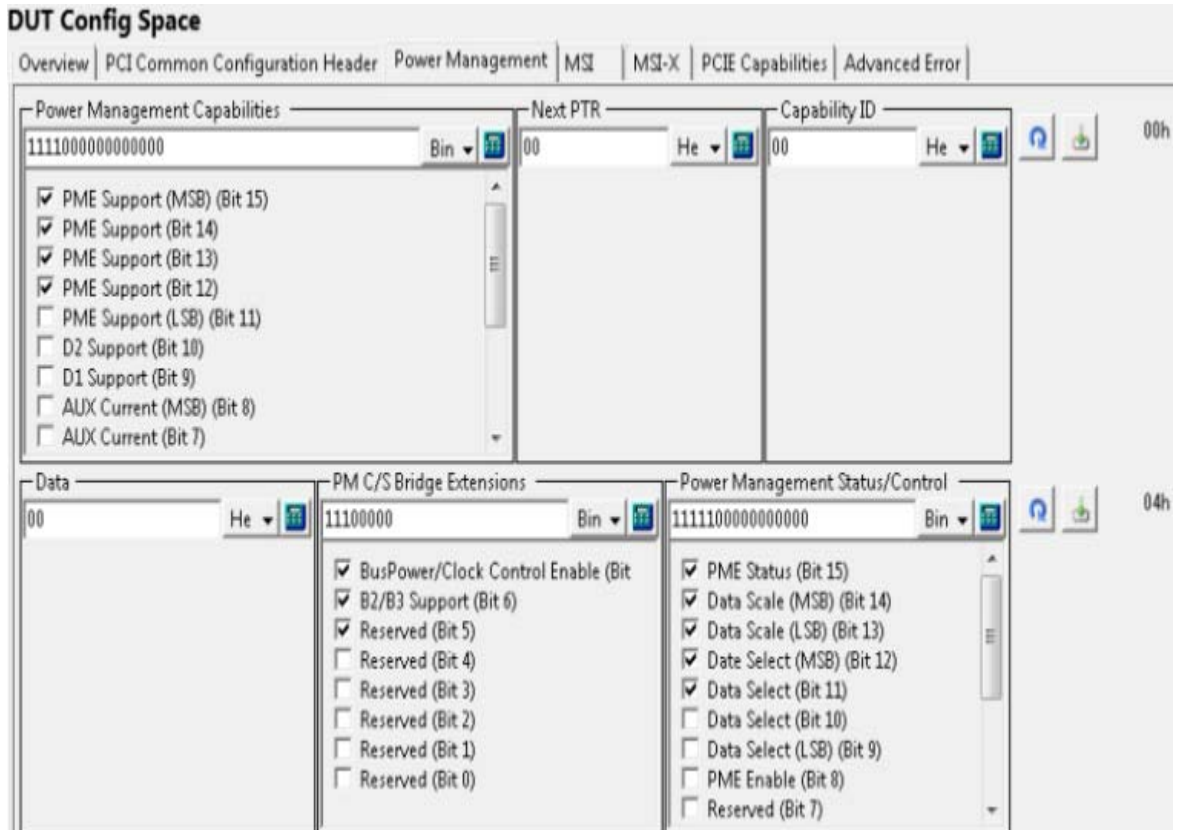 DUT Config Space
Overview PCI Common Configuration Header Power Management MSI MSI-X PCIE Capabilities Advanced Error
Power Management Capabilities Next PTR Capability ID
1111000000000000 Bin 00 He 00 He 00h
PME Support (MSB) (Bit 15)
PME Support (Bit 14)
PME Support (Bit 13)
PME Support (Bit 12)
PME Support (LSB) (Bit 11)
D2 Support (Bit 10)
D1 Support (Bit 9)
AUX Current (MSB) (Bit 8)
AUX Current (Bit 7)
Data PM C/S Bridge Extensions Power Management Status/Control
00 He 11100000 Bin 1111100000000000 Bin 04h
BusPower/Clock Control Enable (Bit PME Status (Bit 15)
B2/B3 Support (Bit 6) Data Scale (MSB) (Bit 14)
Reserved (Bit 5) Data Scale (LSB) (Bit 13)
Reserved (Bit 4) Date Select (MSB) (Bit 12)
Reserved (Bit 3) Data Select (Bit 11)
Reserved (Bit 2) Data Select (Bit 10)
Reserved (Bit 1) Data Select (LSB) (Bit 9)
Reserved (Bit 0) PME Enable (Bit 8)
Reserved (Bit 7)